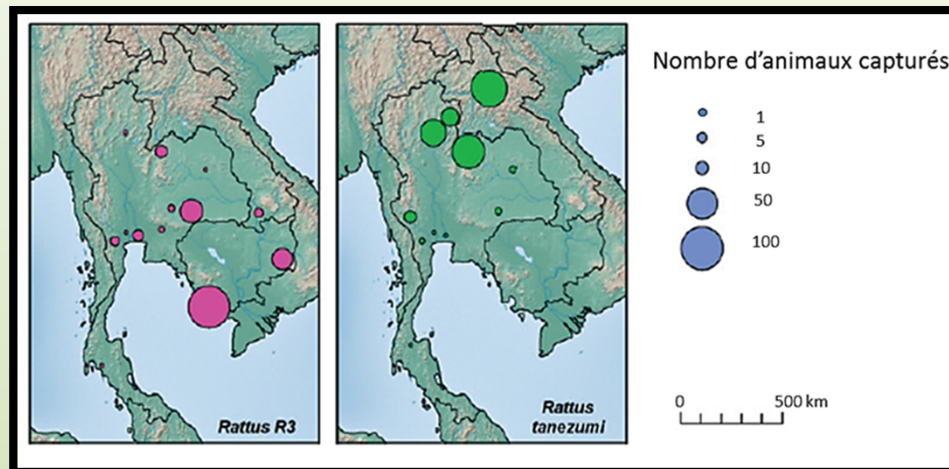 Nombre d’animaux capturés
1
5
10
50
100
0 500 km
Rattus R3
Rattus
tanezumi